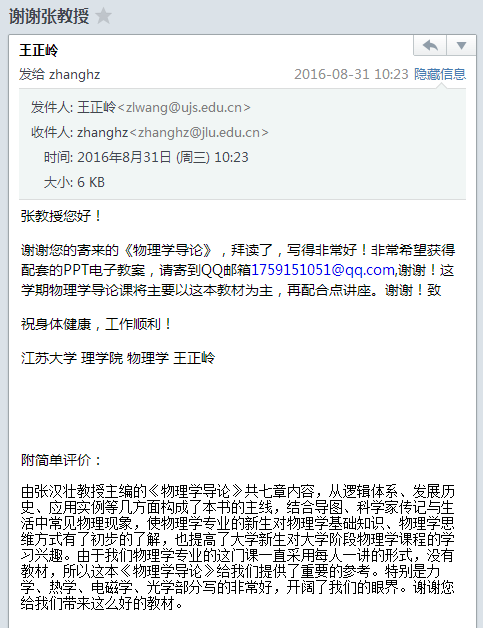 谢谢张教授
王正岭
发给 zhanghz 2016-08-31 10:23 隐藏信息
发件人: 王正岭<zlwang@ujs.edu.cn>
收件人: zhanghz<zhanghz@jlu.edu.cn>
时间: 2016年8月31日 (周三) 10:23
大小: 6 KB
张教授您好！
谢谢您的寄来的《物理学导论》，拜读了，写得非常好！非常希望获得
配套的PPT电子教案，请寄到QQ邮箱1759151051@qq.com,谢谢！这
学期物理学导论课将主要以这本教材为主，再配合点讲座。谢谢！致
祝身体健康，工作顺利！
江苏大学 理学院 物理学 王正岭
附简单评价：
由张汉壮教授主编的《物理学导论》共七章内容，从逻辑体系、发展历
史、应用实例等几方面构成了本书的主线，结合导图、科学家传记与生
活中常见物理现象，使物理学专业的新生对物理学基础知识、物理学思
维方式有了初步的了解，也提高了大学新生对大学阶段物理学课程的学
习兴趣。由于我们物理学专业的这门课一直采用每人一讲的形式，没有
教材，所以这本《物理学导论》给我们提供了重要的参考。特别是力
学、热学、电磁学、光学部分写的非常好，开阔了我们的眼界。谢谢您
给我们带来这么好的教材。